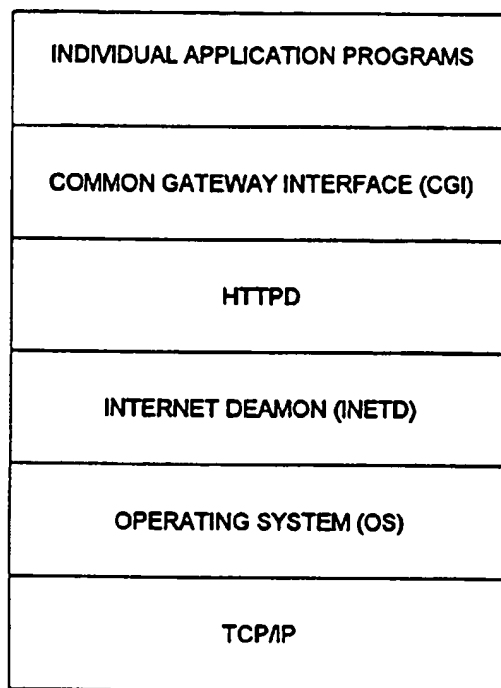 INDIVIDUAL APPLICATION PROGRAMS
COMMON GATEWAY INTERFACE (CGI)
HTTPD
INTERNET DEAMON (INETD)
OPERATING SYSTEM (OS)
TCP/IP